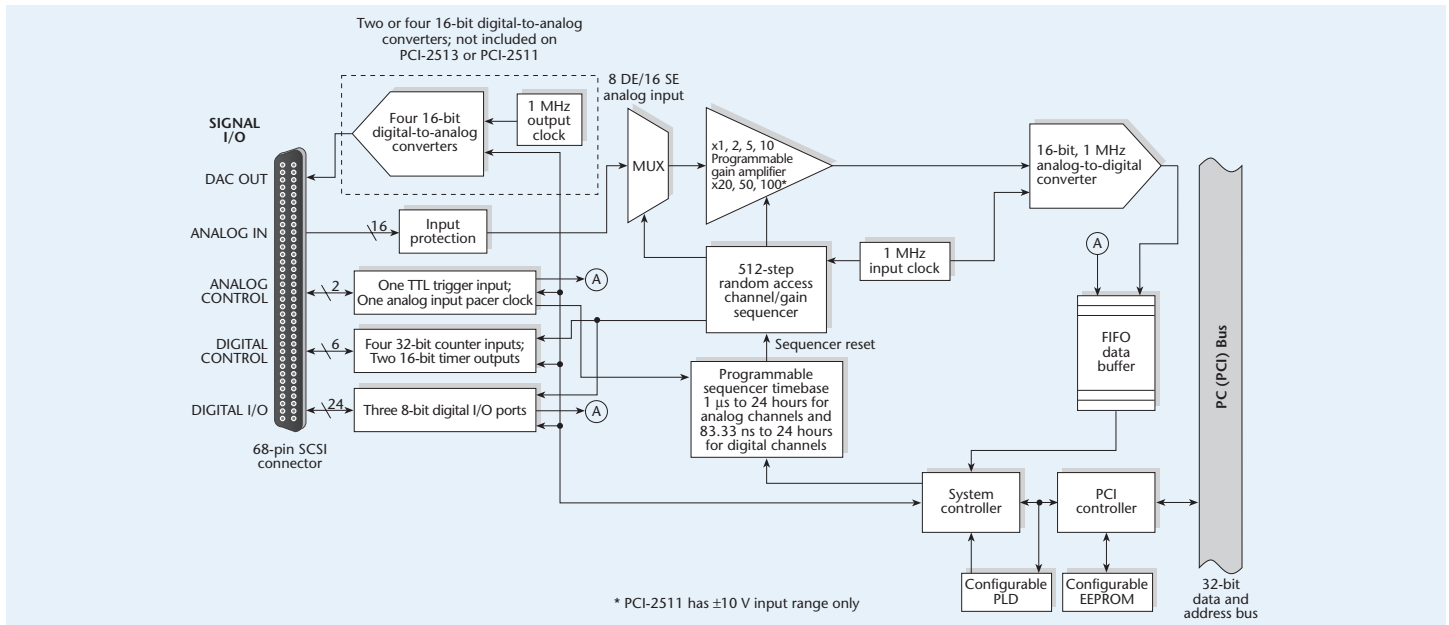 Two or four 16-bit digital-to-analog
converters; not included on
PCI-2513 or PCI-2511
8 DE/16 SE
analog input
SIGNAL
I/O
Four 16-bit
digital-to-analog
converters
1 MHz
output
clock
MUX
x1, 2, 5, 10
Programmable
gain amplifier
x20, 50, 100*
16-bit, 1 MHz
analog-to-digital
converter
DAC OUT
ANALOG IN
16
Input
protection
1 MHz
input clock
A
ANALOG
CONTROL
2
One TTL trigger input;
One analog input pacer clock
A
512-step
random access
channel/gain
sequencer
DIGITAL
CONTROL
6
Four 32-bit counter inputs;
Two 16-bit timer outputs
Sequencer reset
FIFO
data
buffer
PC (PCI) Bus
DIGITAL I/O
24
Three 8-bit digital I/O ports
A
Programmable
sequencer timebase
1 µs to 24 hours for
analog channels and
83.33 ns to 24 hours
for digital channels
68-pin SCSI
connector
System
controller
PCI
controller
Configurable
PLD
Configurable
EEPROM
32-bit
data and
address bus
* PCI-2511 has ±10 V input range only